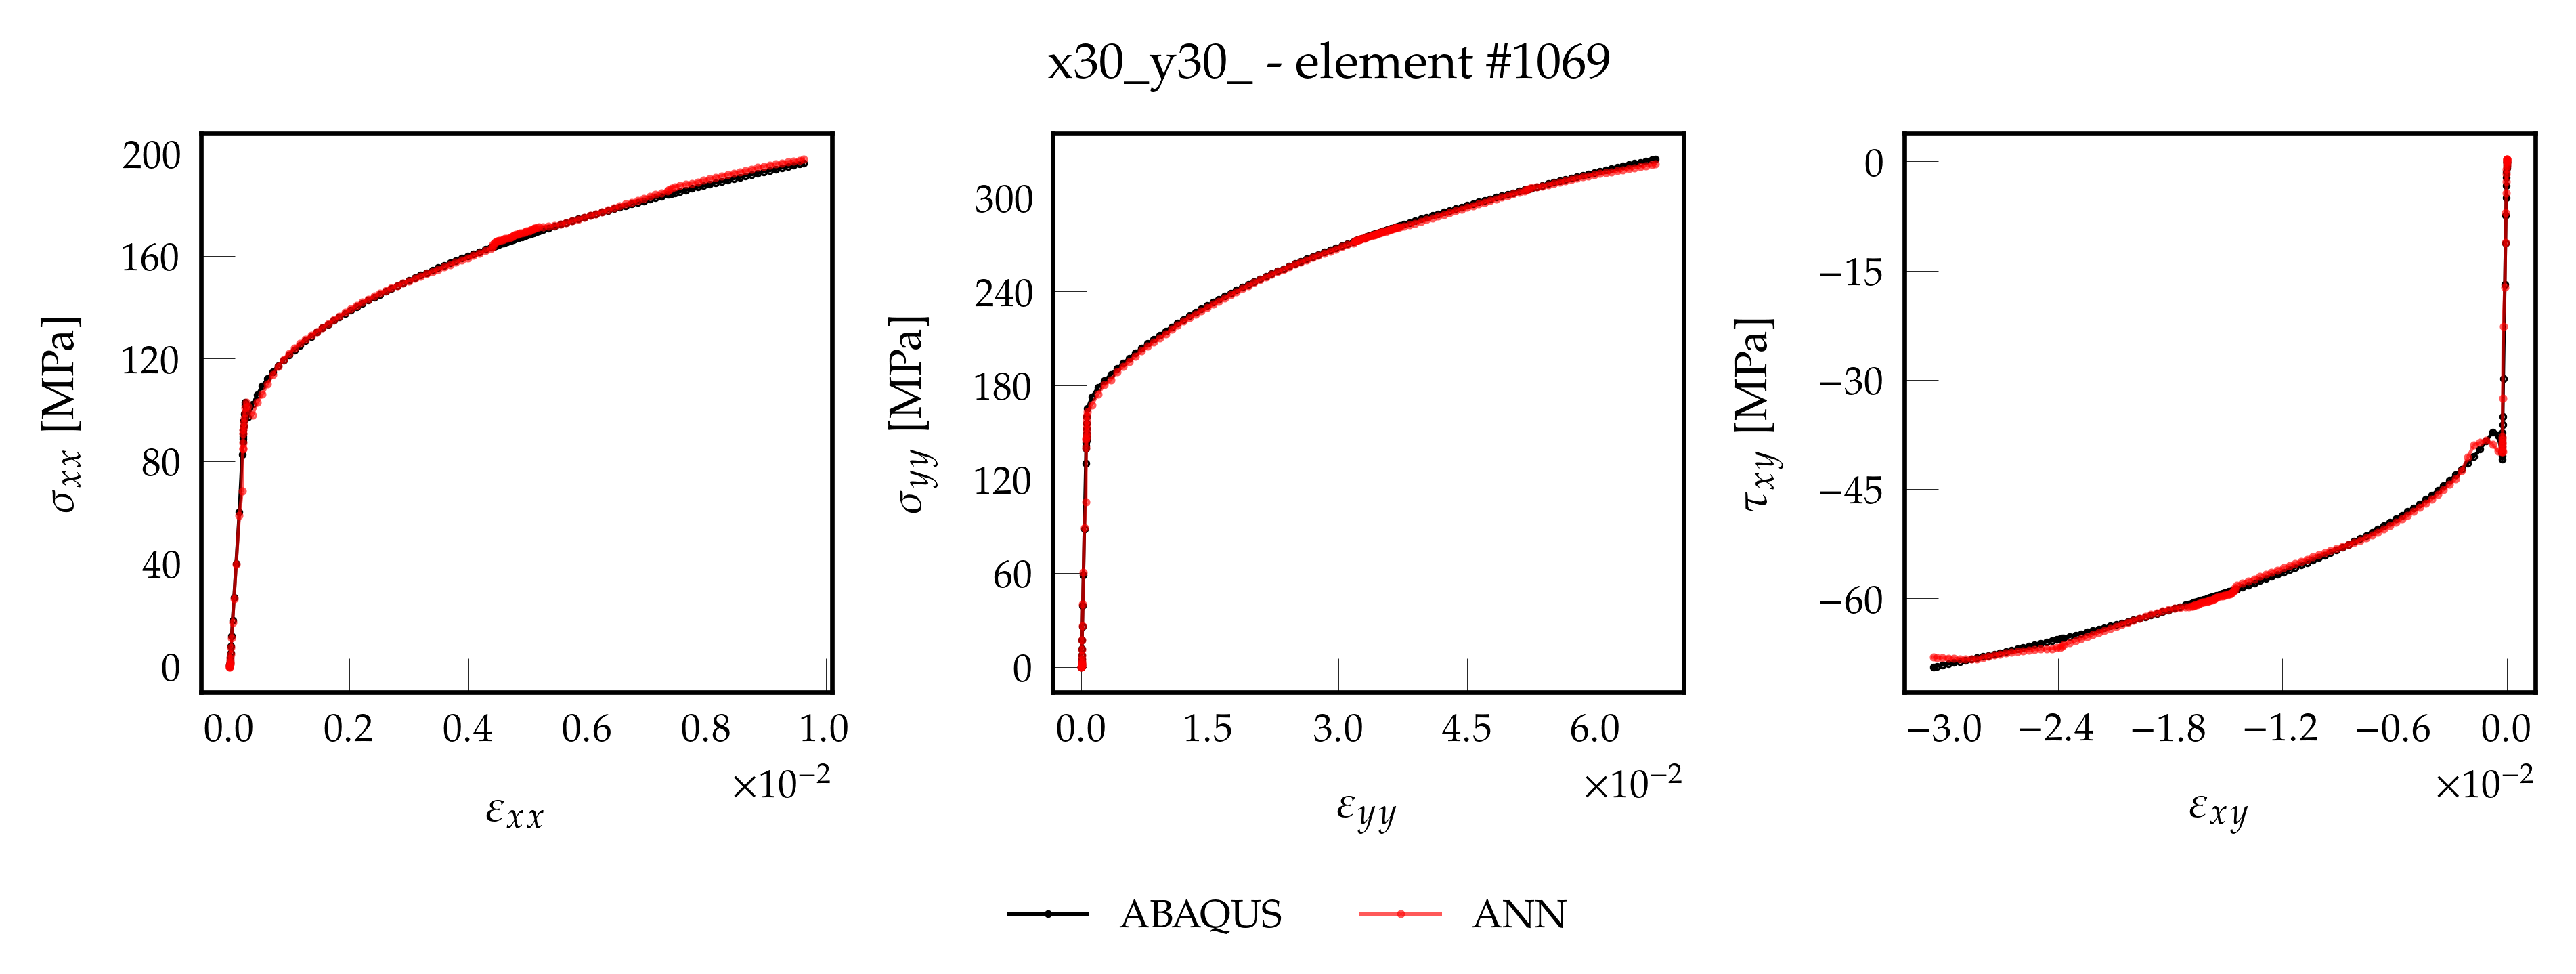 x30_y30_ - element #1069
200
160
120
80
40
0
σxx [MPa]
0.0 0.2 0.4 0.6 0.8 1.0
×10−2
εxx
300
240
180
120
60
0
σyy [MPa]
0.0 1.5 3.0 4.5 6.0
×10−2
εyy
0
−15
−30
−45
−60
τxy [MPa]
−3.0 −2.4 −1.8 −1.2 −0.6 0.0
×10−2
εxy
ABAQUS ANN